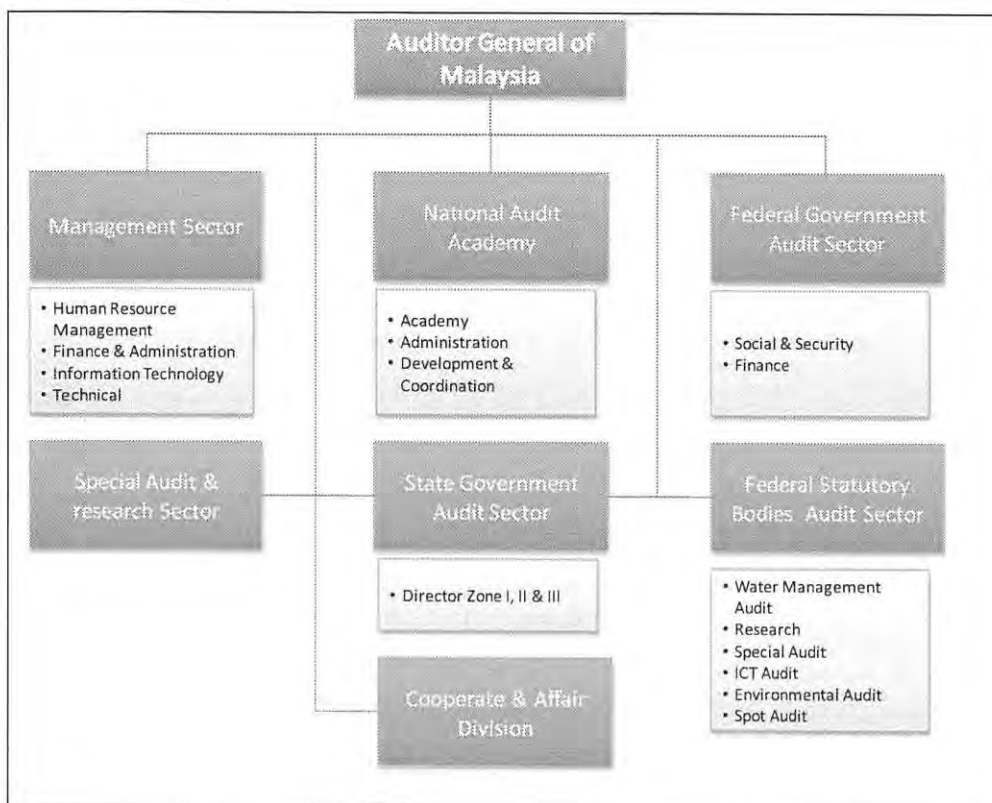 Auditor General of
Malaysia
Management Sector
National Audit
Academy
Federal Government
Audit Sector
• Human Resource
Management
• Finance & Administration
• Information Technology
• Technical
• Academy
• Administration
• Development &
Coordination
• Social & Security
• Finance
Special Audit &
research Sector
State Government
Audit Sector
Federal Statutory
Bodies Audit Sector
• Director Zone I, II & III
• Water Management
Audit
• Research
• Special Audit
• ICT Audit
• Environmental Audit
• Spot Audit
Cooperate & Affair
Division